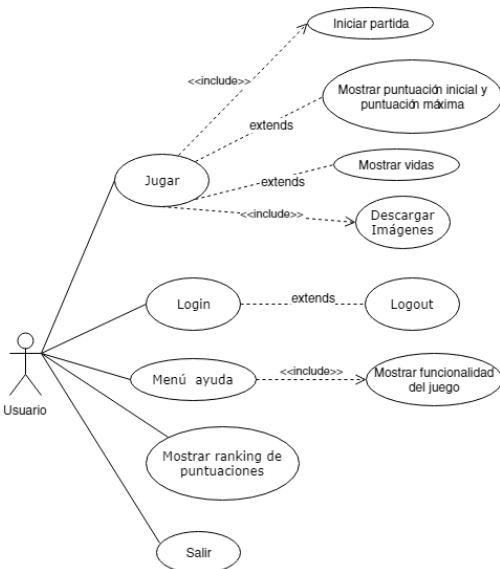 Iniciar partida
<<include>>
Mostrar puntuación inicial y
puntuación máxima
extends
Mostrar vidas
Jugar
extends
<<include>>
Descargar
Imágenes
Login
extends
Logout
Menú ayuda
<<include>>
Mostrar funcionalidad
del juego
Usuario
Mostrar ranking de
puntuaciones
Salir